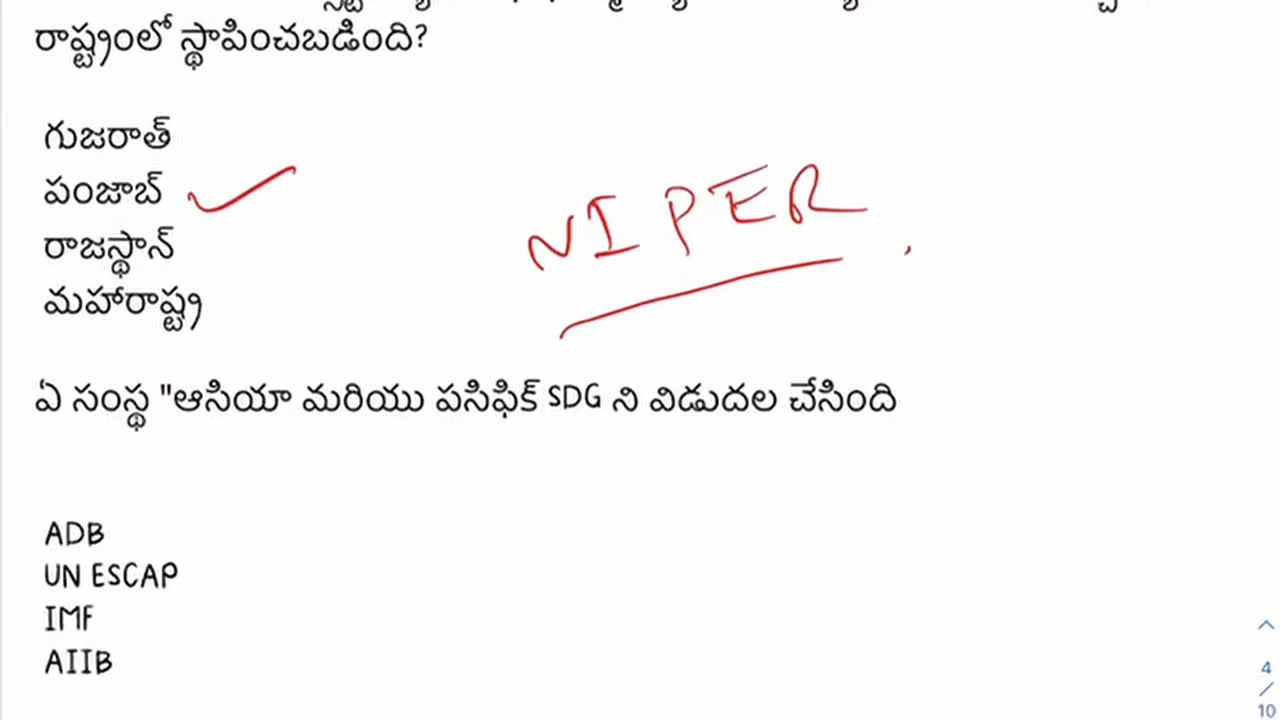 రాష్ట్రంలో స్థాపించబడింది?
గుజరాత్
పంజాబ్
రాజస్థాన్
మహారాష్ట్ర
NIPER
ఏ సంస్థ "ఆసియా మరియు పసిఫిక్ SDG ని విడుదల చేసింది
ADB
UN ESCAP
IMF
AIIB
4
/
10